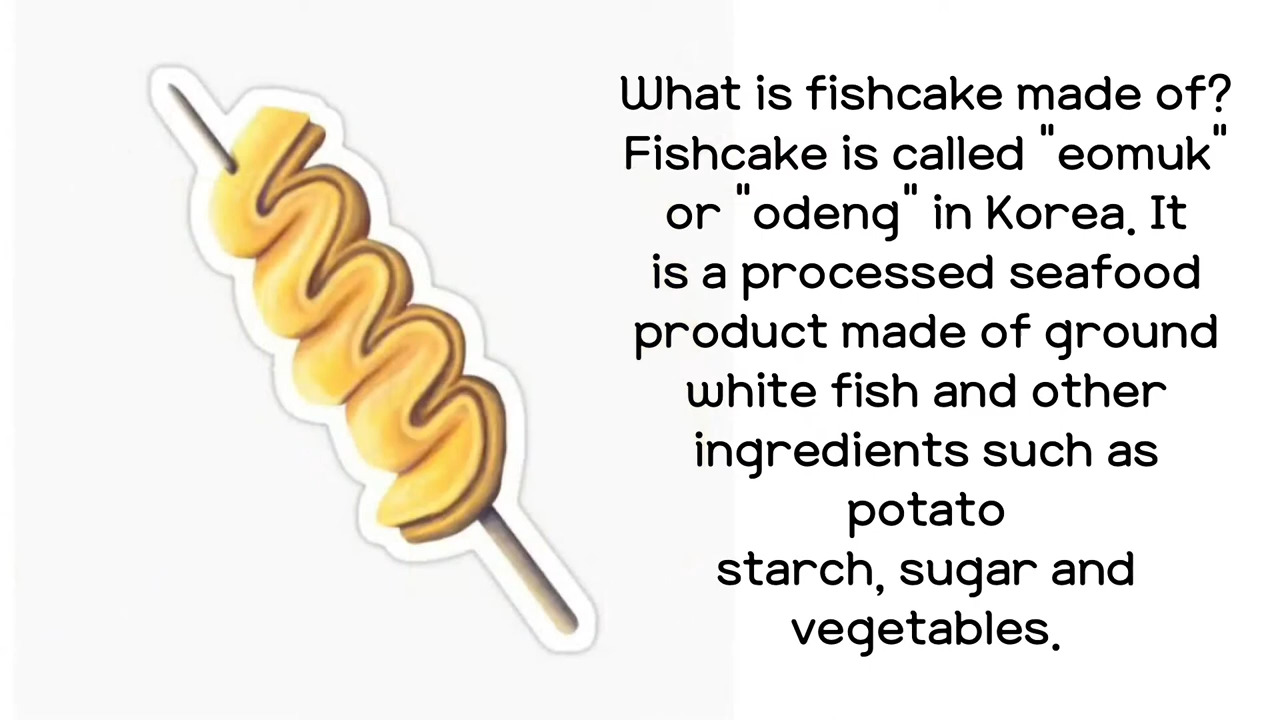 What is fishcake made of?
Fishcake is called "eomuk"
or "odeng" in Korea. It
is a processed seafood
product made of ground
white fish and other
ingredients such as
potato
starch, sugar and
vegetables.